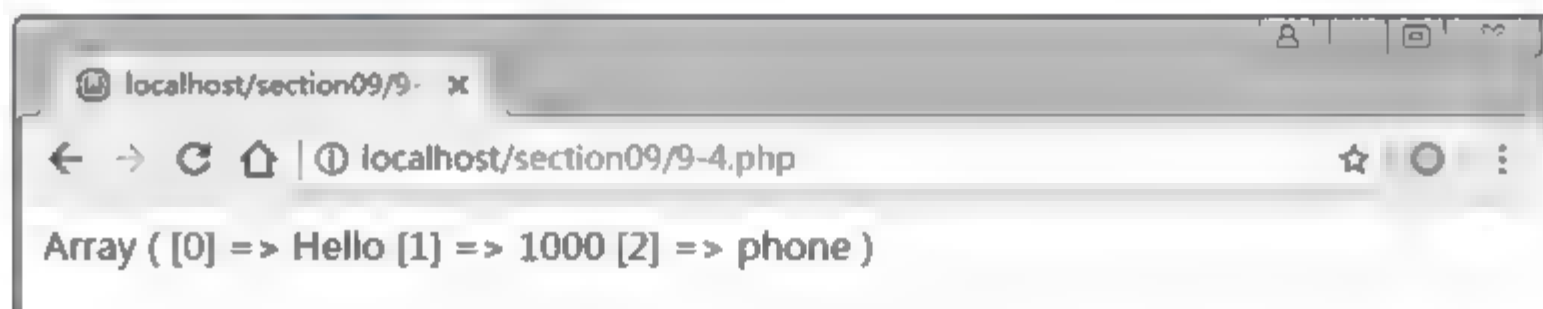 localhost/section09/9-
localhost/section09/9-4.php
Array ( [0] => Hello [1] => 1000 [2] => phone )